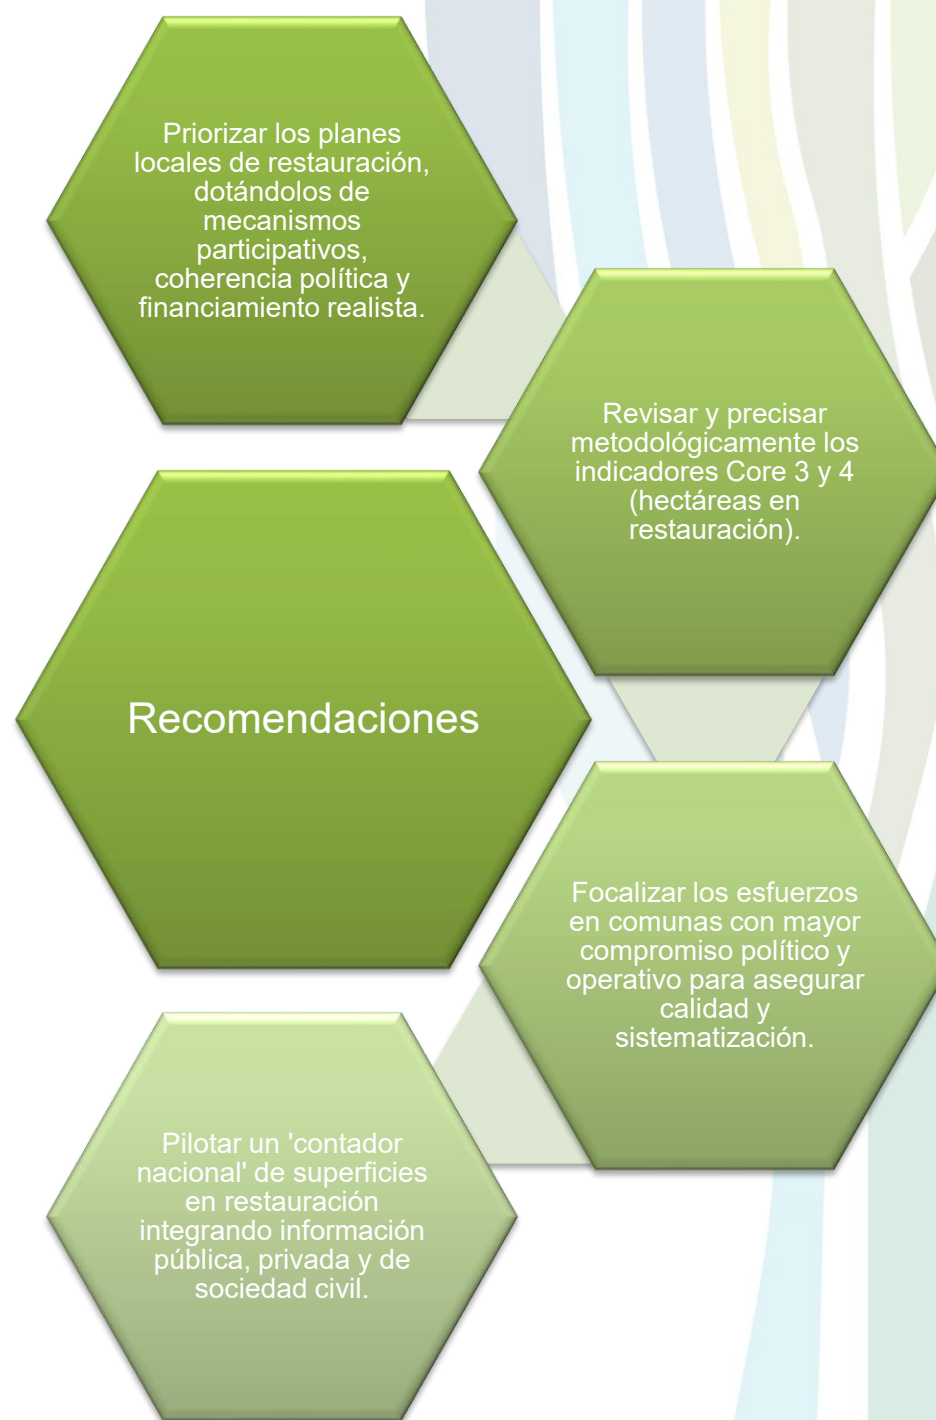 Priorizar los planes
locales de restauración,
dotándolos de
mecanismos
participativos,
coherencia política y
financiamiento realista.
Revisar y precisar
metodológicamente los
indicadores Core 3 y 4
(hectáreas en
restauración).
Recomendaciones
Focalizar los esfuerzos
en comunas con mayor
compromiso político y
operativo para asegurar
calidad y
sistematización.
Pilotar un 'contador
nacional' de superficies
en restauración
integrando información
pública, privada y de
sociedad civil.